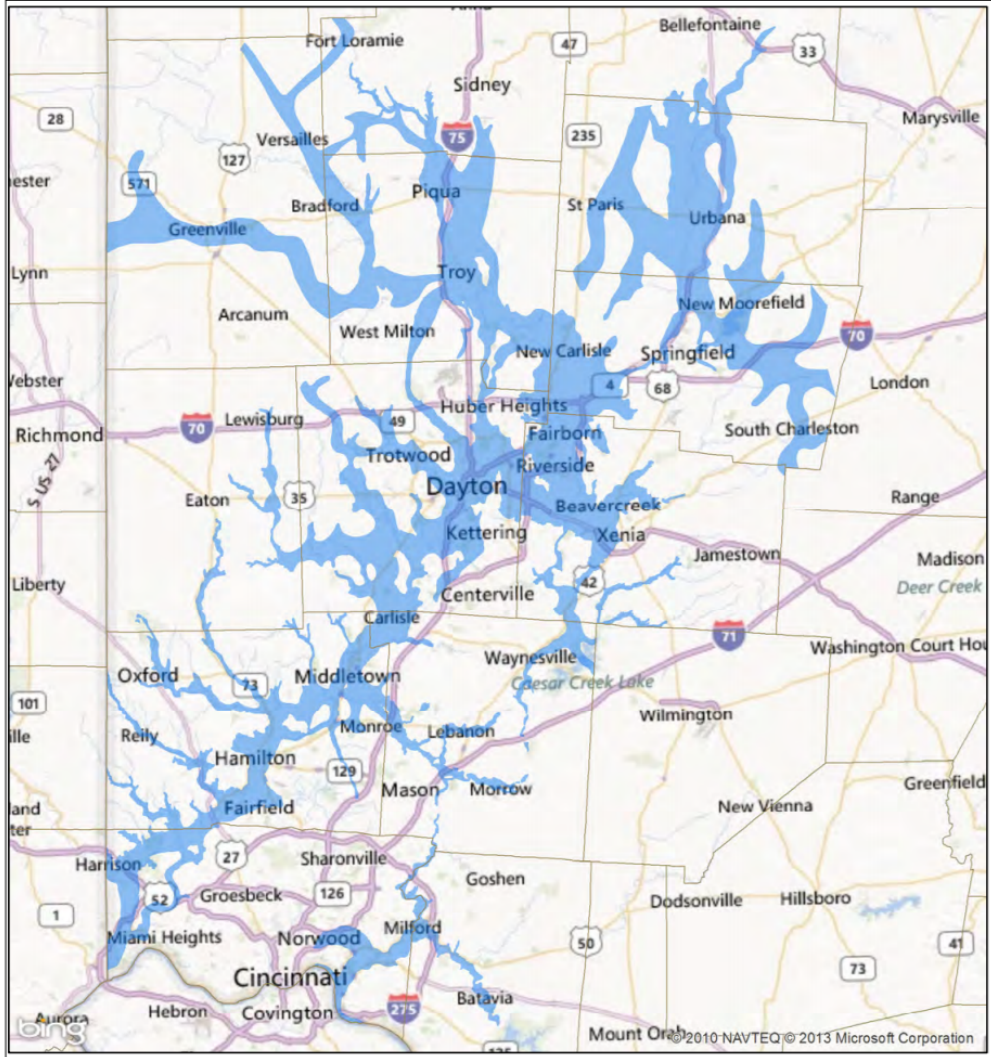 Bellefontaine
Fort Loramie
47
33
Sidney
Marysville
28
235
75
Versailles
127
571
Piqua
Bradford
St Paris
Urbana
Greenville
Lynn
Troy
New Moorefield
Arcanum
West Milton
70
New Carlisle
Springfield
4
68
London
Huber Heights
Lewisburg
49
70
Richmond
Fairborn
South Charleston
Trotwood
Riverside
S US 27
Dayton
Eaton
35
Range
Beavercreek
Kettering
Xenia
Jamestown
Madison
Liberty
42
Deer Creek
Centerville
Carlisle
71
Washington Court Hou
Waynesville
Oxford
73
Middletown
Caesar Creek Lake
101
Wilmington
Reily
Monroe
Lebanon
Hamilton
129
Greenfield
Mason
Morrow
Fairfield
New Vienna
Harrison
27
Sharonville
Goshen
52
Groesbeck
126
Dodsonville
Hillsboro
1
Miami Heights
Norwood
Milford
50
41
Cincinnati
73
Batavia
Hebron
Covington
275
Aurora
bing
Mount Orab
© 2010 NAVTEQ © 2013 Microsoft Corporation